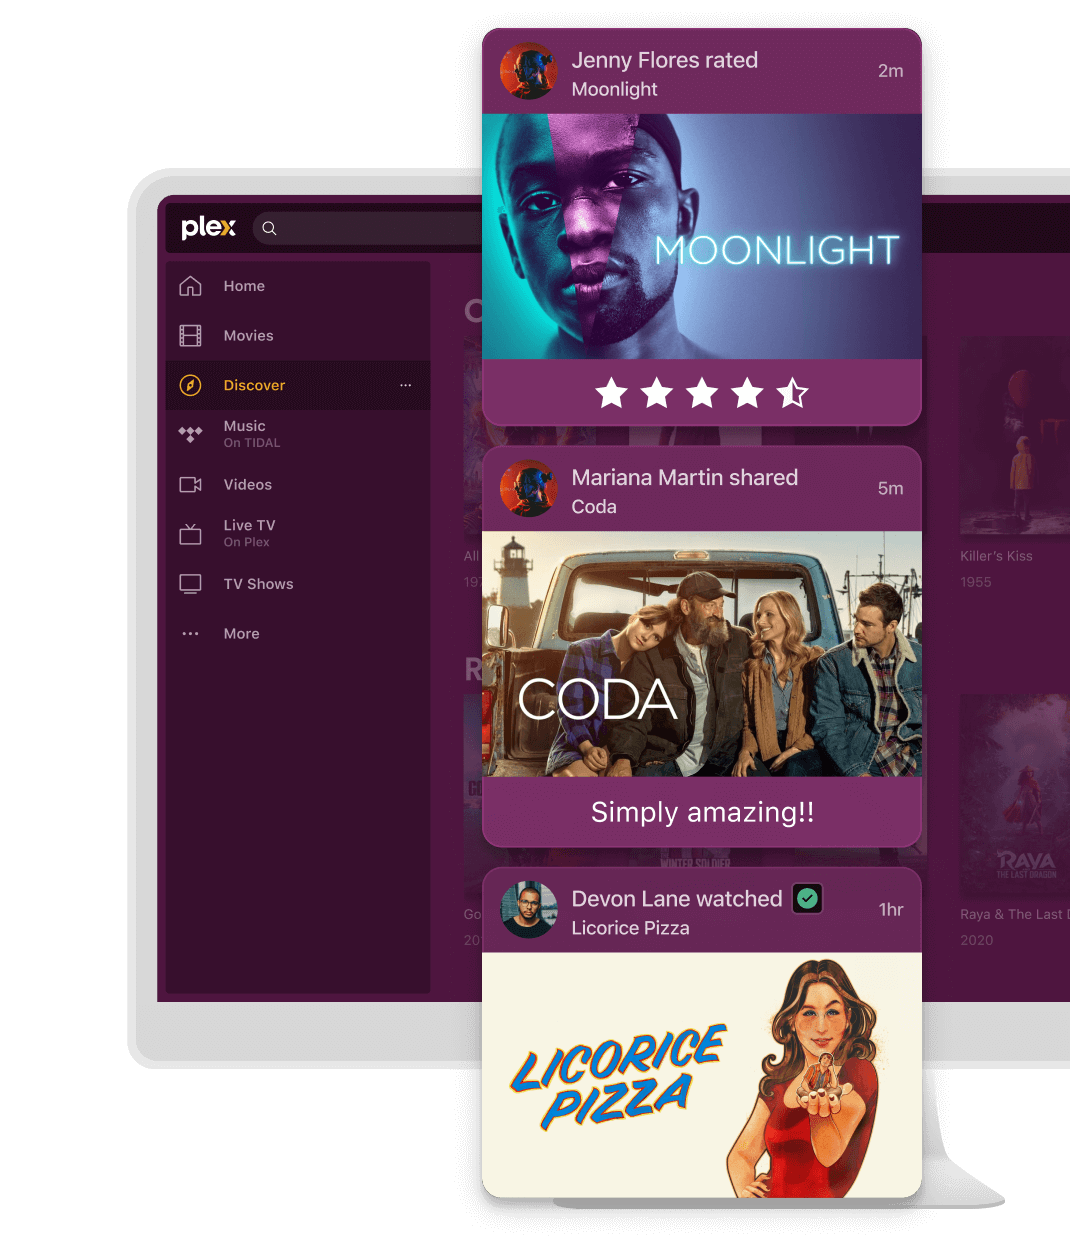 Jenny Flores rated
2m
Moonlight
MOONLIGHT
plex
Home
Movies
Discover
Music
On TIDAL
Videos
Live TV
On Plex
TV Shows
More
Mariana Martin shared
5m
Coda
CODA
Simply amazing!!
Devon Lane watched
1hr
Licorice Pizza
LICORICE
PIZZA
All
Killer's Kiss
1955
WINTER SOLDIER
RAYA
THE LAST DRAGON
Raya & The Last
2020